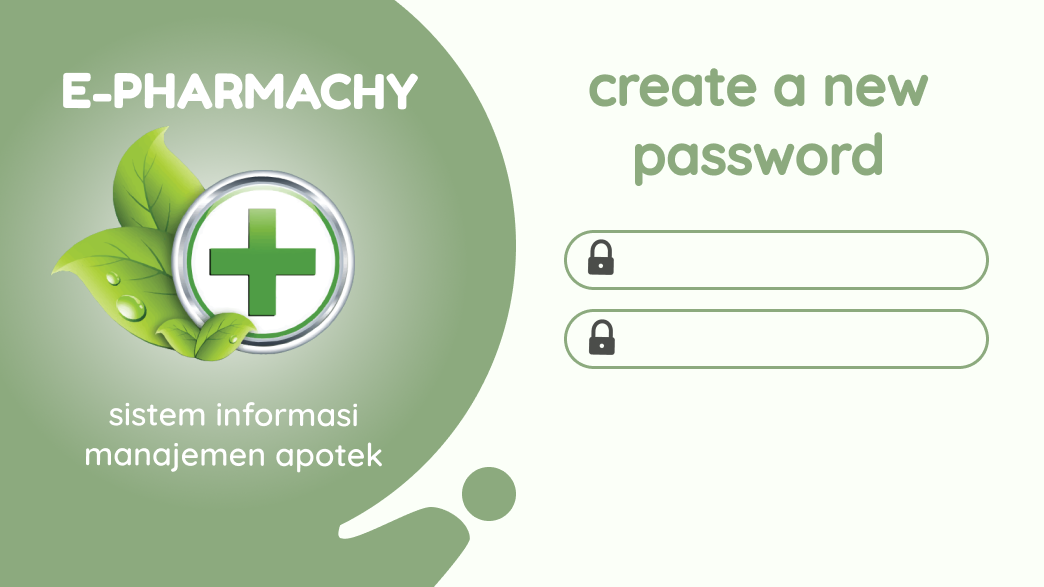 E-PHARMACHY
sistem informasi
manajemen apotek
create a new
password